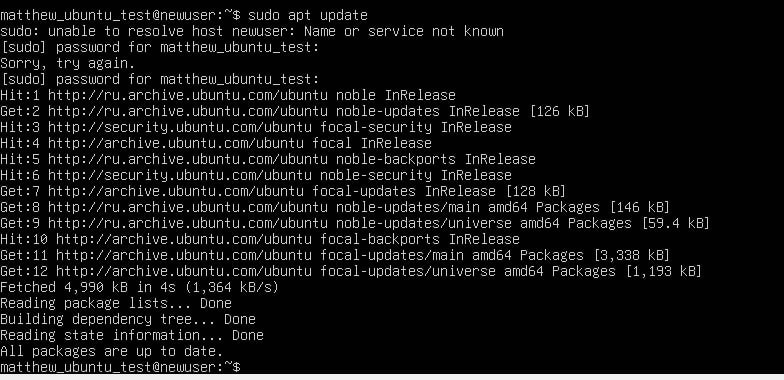 matthew_ubuntu_test@newuser:~$ sudo apt update
sudo: unable to resolve host newuser: Name or service not known
[sudo] password for matthew_ubuntu_test:
Sorry, try again.
[sudo] password for matthew_ubuntu_test:
Hit:1 http://ru.archive.ubuntu.com/ubuntu noble InRelease
Get:2 http://ru.archive.ubuntu.com/ubuntu noble-updates InRelease [126 kB]
Hit:3 http://security.ubuntu.com/ubuntu focal-security InRelease
Hit:4 http://archive.ubuntu.com/ubuntu focal InRelease
Hit:5 http://ru.archive.ubuntu.com/ubuntu noble-backports InRelease
Hit:6 http://security.ubuntu.com/ubuntu noble-security InRelease
Get:7 http://archive.ubuntu.com/ubuntu focal-updates InRelease [128 kB]
Get:8 http://ru.archive.ubuntu.com/ubuntu noble-updates/main amd64 Packages [146 kB]
Get:9 http://ru.archive.ubuntu.com/ubuntu noble-updates/universe amd64 Packages [59.4 kB]
Hit:10 http://archive.ubuntu.com/ubuntu focal-backports InRelease
Get:11 http://archive.ubuntu.com/ubuntu focal-updates/main amd64 Packages [3,338 kB]
Get:12 http://archive.ubuntu.com/ubuntu focal-updates/universe amd64 Packages [1,193 kB]
Fetched 4,990 kB in 4s (1,364 kB/s)
Reading package lists... Done
Building dependency tree... Done
Reading state information... Done
All packages are up to date.
matthew_ubuntu_test@newuser:~$